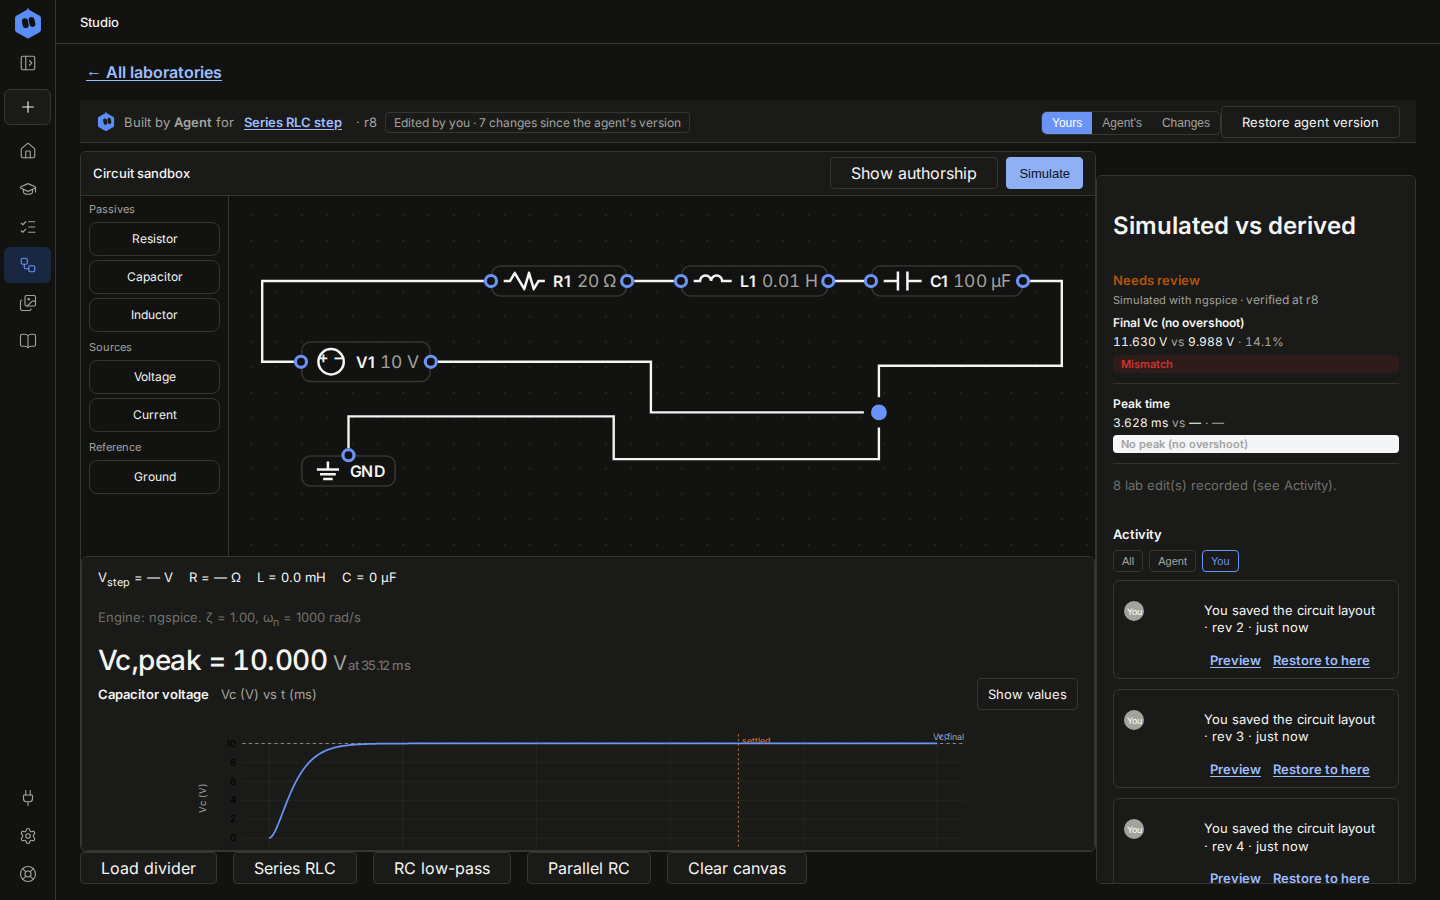 Studio
← All laboratories
Built by Agent for Series RLC step · r8 Edited by you · 7 changes since the agent's version
Yours Agent's Changes Restore agent version
Circuit sandbox
Show authorship Simulate
Passives
Resistor
Capacitor
Inductor
Sources
Voltage
Current
Reference
Ground
R1 20 Ω
L1 0.01 H
C1 100 µF
V1 10 V
GND
Vstep = — V R = — Ω L = 0.0 mH C = 0 µF
Engine: ngspice. ζ = 1.00, ωn = 1000 rad/s
Vc,peak = 10.000 V at 35.12 ms
Capacitor voltage Vc (V) vs t (ms)
Show values
settled
final
10
8
6
4
2
0
Vc (V)
Load divider Series RLC RC low-pass Parallel RC Clear canvas
Simulated vs derived
Needs review
Simulated with ngspice · verified at r8
Final Vc (no overshoot)
11.630 V vs 9.988 V · 14.1%
Mismatch
Peak time
3.628 ms vs — · —
No peak (no overshoot)
8 lab edit(s) recorded (see Activity).
Activity
All Agent You
You
You saved the circuit layout
· rev 2 · just now
Preview Restore to here
You
You saved the circuit layout
· rev 3 · just now
Preview Restore to here
You
You saved the circuit layout
· rev 4 · just now
Preview Restore to here